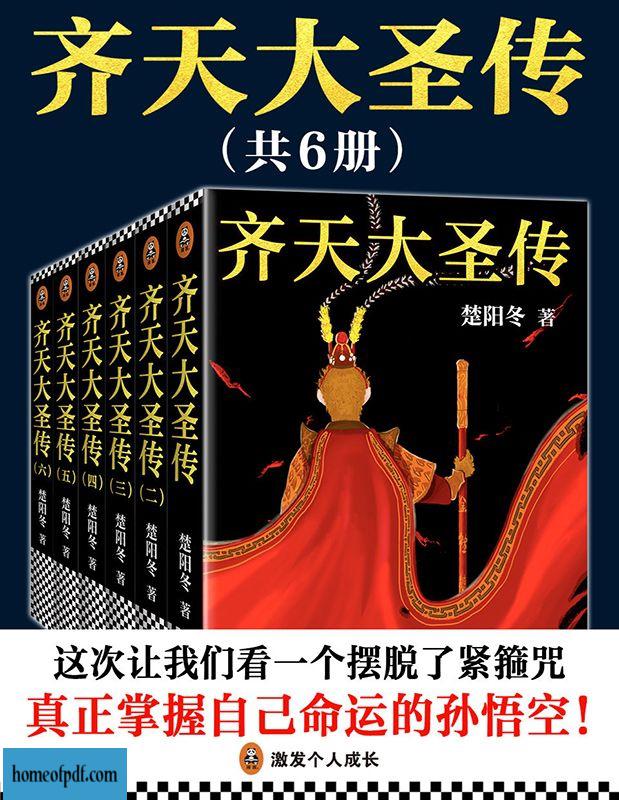 齐天大圣传
（共6册）
齐天大圣传
楚阳冬 著
齐天大圣传
楚阳冬 著
齐天大圣传（二）
楚阳冬 著
齐天大圣传（三）
楚阳冬 著
齐天大圣传（四）
楚阳冬 著
齐天大圣传（五）
楚阳冬 著
齐天大圣传（六）
楚阳冬 著
这次让我们看一个摆脱了紧箍咒
真正掌握自己命运的孙悟空！
激发个人成长
homeofpdf.com